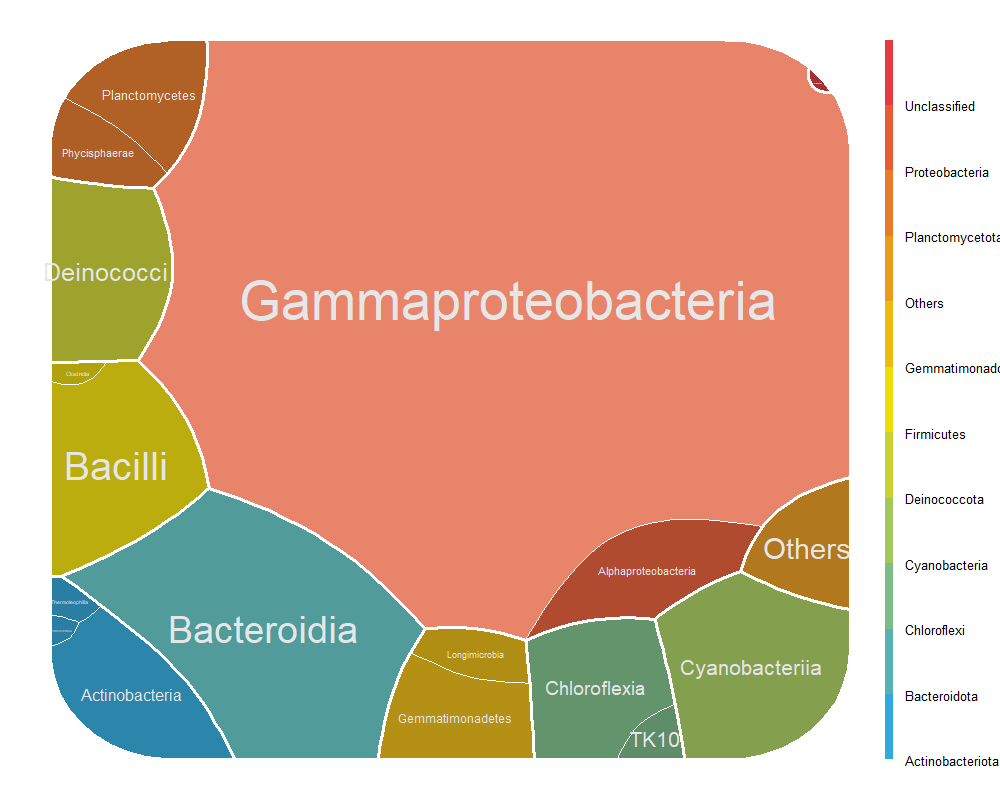 Planctomycetes
Phycisphaerae
Deinococci
Gammaproteobacteria
Clostridia
Bacilli
Others
Alphaproteobacteria
Thermoleophilia
Bacteroidia
Longimicrobia
Cyanobacteriia
Chloroflexia
Actinobacteria
Gemmatimonadetes
TK10
Unclassified
Proteobacteria
Planctomycetota
Others
Gemmatimonado
Firmicutes
Deinococcota
Cyanobacteria
Chloroflexi
Bacteroidota
Actinobacteriota